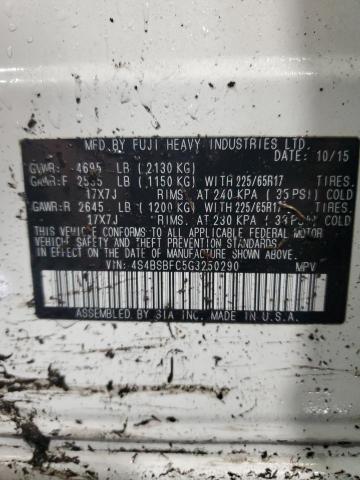 MFD. BY FUJI HEAVY INDUSTRIES LTD.
DATE: 10/15
GVWR: 4695 LB (2130 KG)
GAWR:F 2535 LB (1150 KG) WITH 225/65R17 TIRES.
17X7J RIMS. AT 240 KPA (35 PSI) COLD
GAWR:R 2645 LB (1200 KG) WITH 225/65R17 TIRES.
17X7J RIMS. AT 230 KPA (33 PSI) COLD
THIS VEHICLE CONFORMS TO ALL APPLICABLE FEDERAL MOTOR
VEHICLE SAFETY STANDARDS IN EFFECT ON THE DATE OF
MANUFACTURE SHOWN ABOVE.
VIN: 4S4BSBFC5G3250290 MPV
ASSEMBLED BY SIA INC. MADE IN U.S.A.